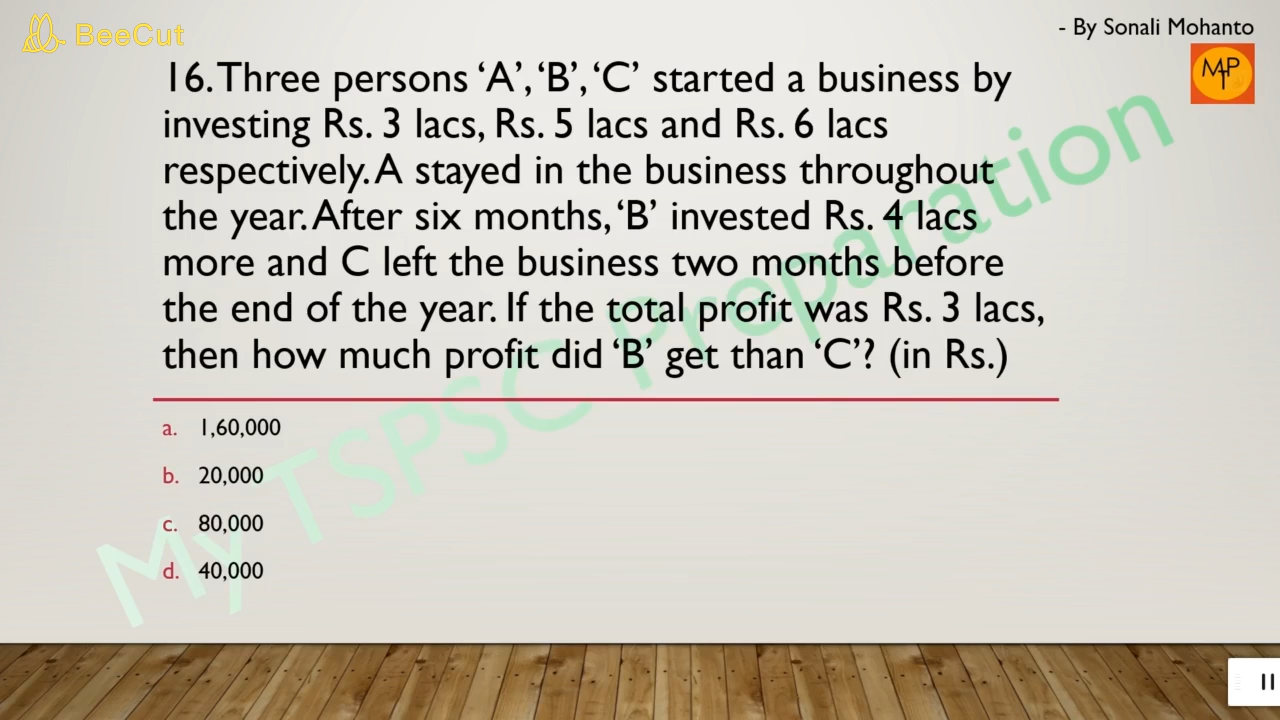 BeeCut
- By Sonali Mohanto
MTP
16. Three persons ‘A’, ‘B’, ‘C’ started a business by
investing Rs. 3 lacs, Rs. 5 lacs and Rs. 6 lacs
respectively. A stayed in the business throughout
the year. After six months, ‘B’ invested Rs. 4 lacs
more and C left the business two months before
the end of the year. If the total profit was Rs. 3 lacs,
then how much profit did ‘B’ get than ‘C’? (in Rs.)
a. 1,60,000
b. 20,000
c. 80,000
d. 40,000
My TSPSC Preparation